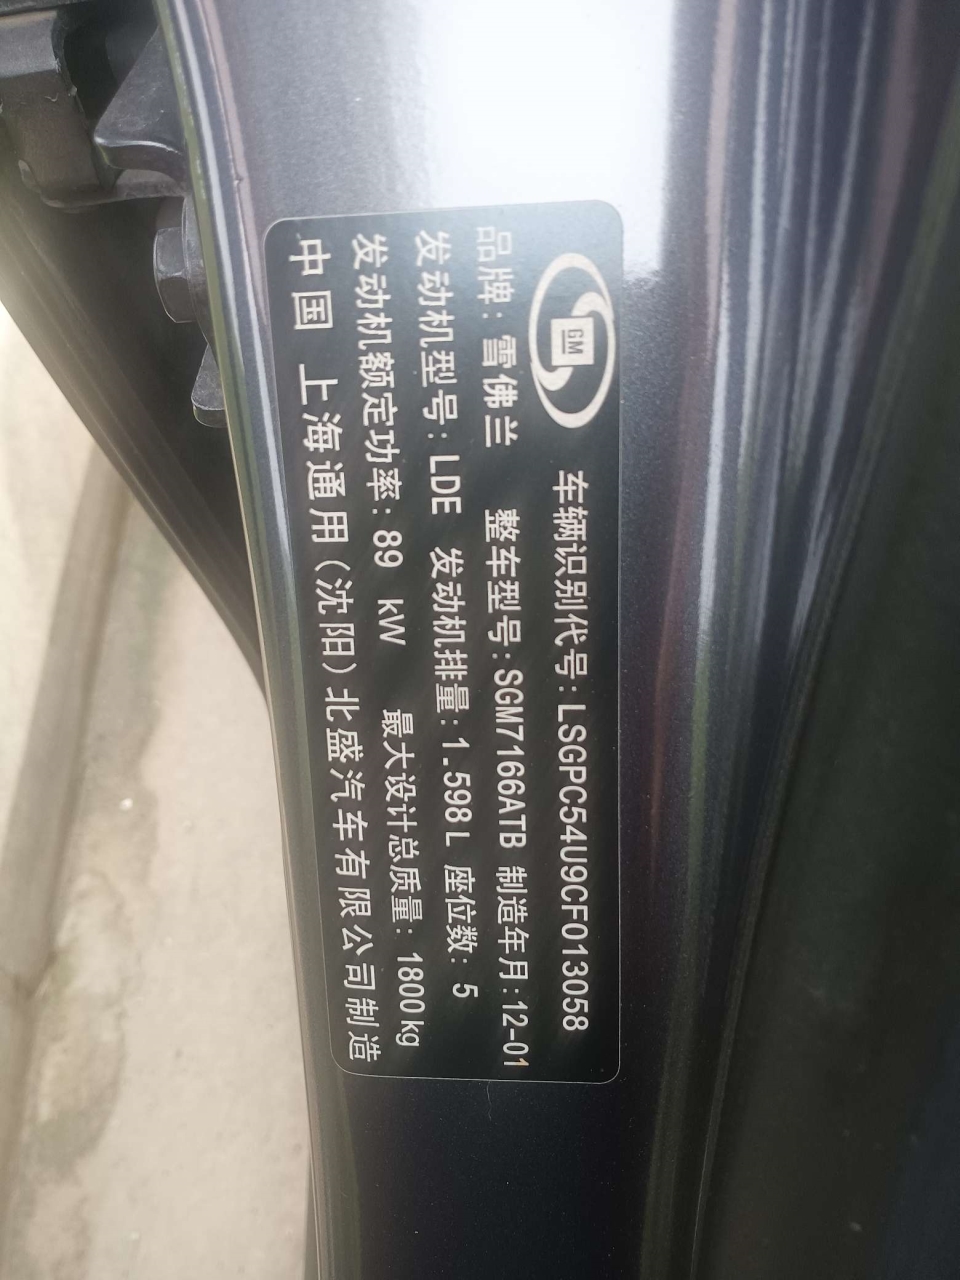 GM
车辆识别代号:LSGPC54U9CF013058
品牌:雪佛兰 整车型号:SGM7166ATB 制造年月:12-01
发动机型号:LDE 发动机排量:1.598L 座位数:5
发动机额定功率:89 kW 最大设计总质量:1800kg
中国 上海通用(沈阳)北盛汽车有限公司制造